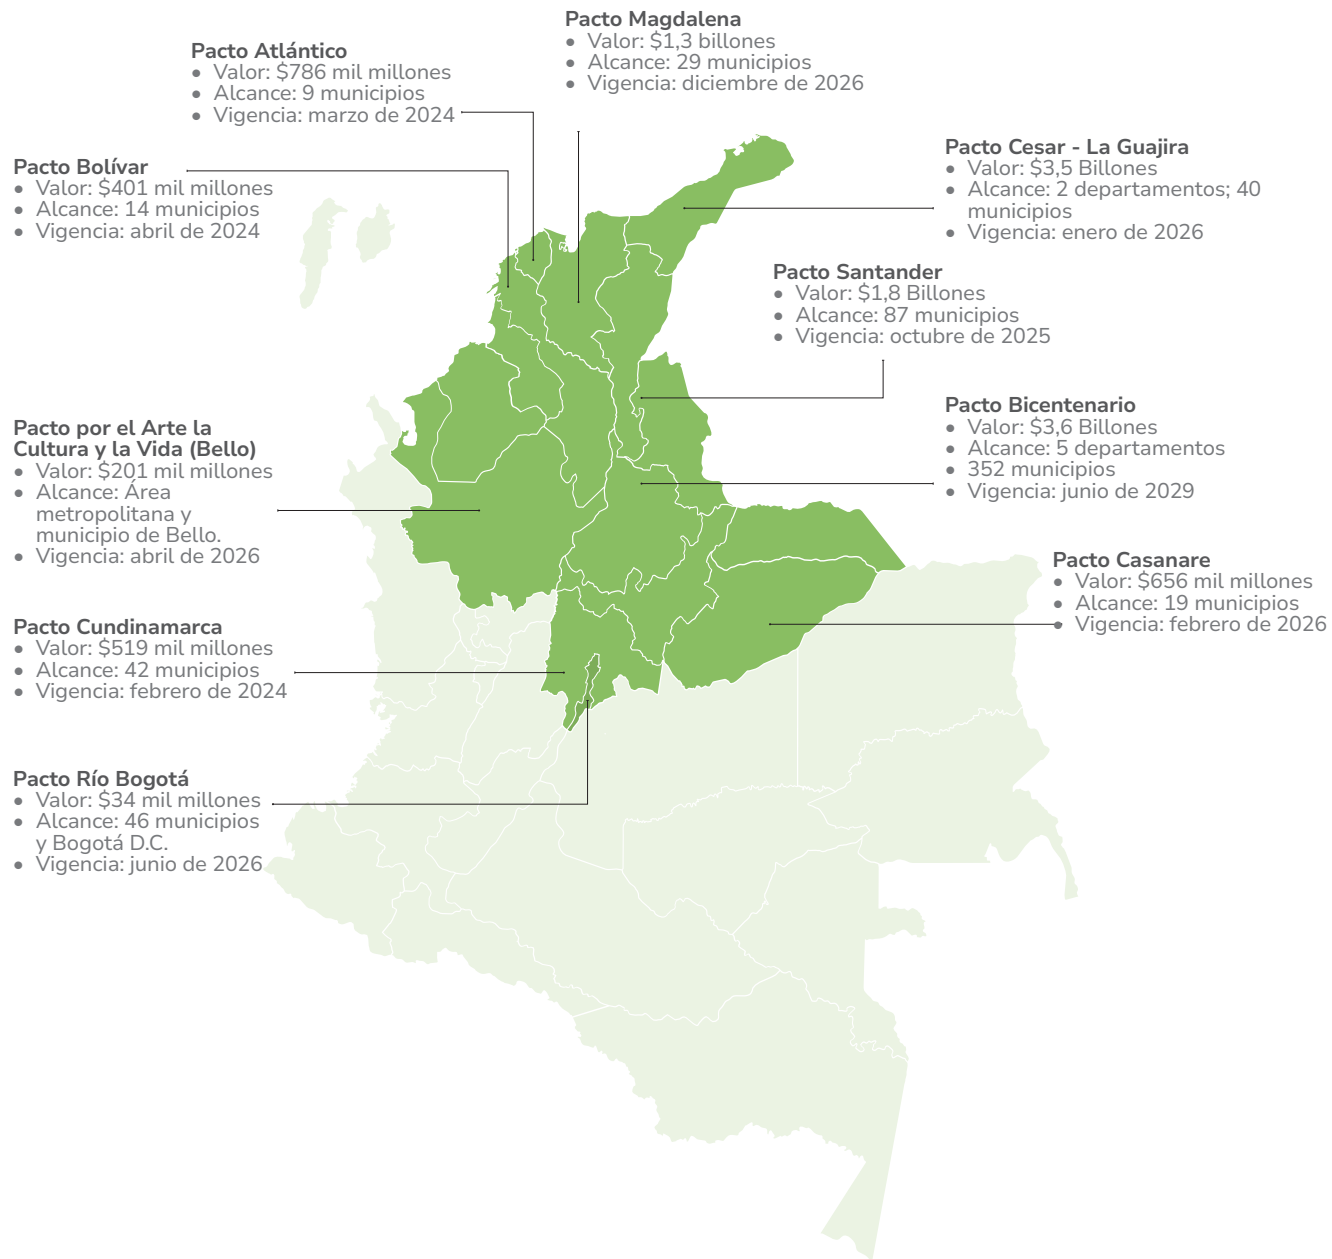 Pacto Magdalena
• Valor: $1,3 billones
• Alcance: 29 municipios
• Vigencia: diciembre de 2026
Pacto Atlántico
• Valor: $786 mil millones
• Alcance: 9 municipios
• Vigencia: marzo de 2024
Pacto Bolívar
• Valor: $401 mil millones
• Alcance: 14 municipios
• Vigencia: abril de 2024
Pacto Cesar - La Guajira
• Valor: $3,5 Billones
• Alcance: 2 departamentos; 40
municipios
• Vigencia: enero de 2026
Pacto Santander
• Valor: $1,8 Billones
• Alcance: 87 municipios
• Vigencia: octubre de 2025
Pacto Bicentenario
• Valor: $3,6 Billones
• Alcance: 5 departamentos
• 352 municipios
• Vigencia: junio de 2029
Pacto por el Arte la
Cultura y la Vida (Bello)
• Valor: $201 mil millones
• Alcance: Área
metropolitana y
municipio de Bello.
• Vigencia: abril de 2026
Pacto Casanare
• Valor: $656 mil millones
• Alcance: 19 municipios
• Vigencia: febrero de 2026
Pacto Cundinamarca
• Valor: $519 mil millones
• Alcance: 42 municipios
• Vigencia: febrero de 2024
Pacto Río Bogotá
• Valor: $34 mil millones
• Alcance: 46 municipios
y Bogotá D.C.
• Vigencia: junio de 2026